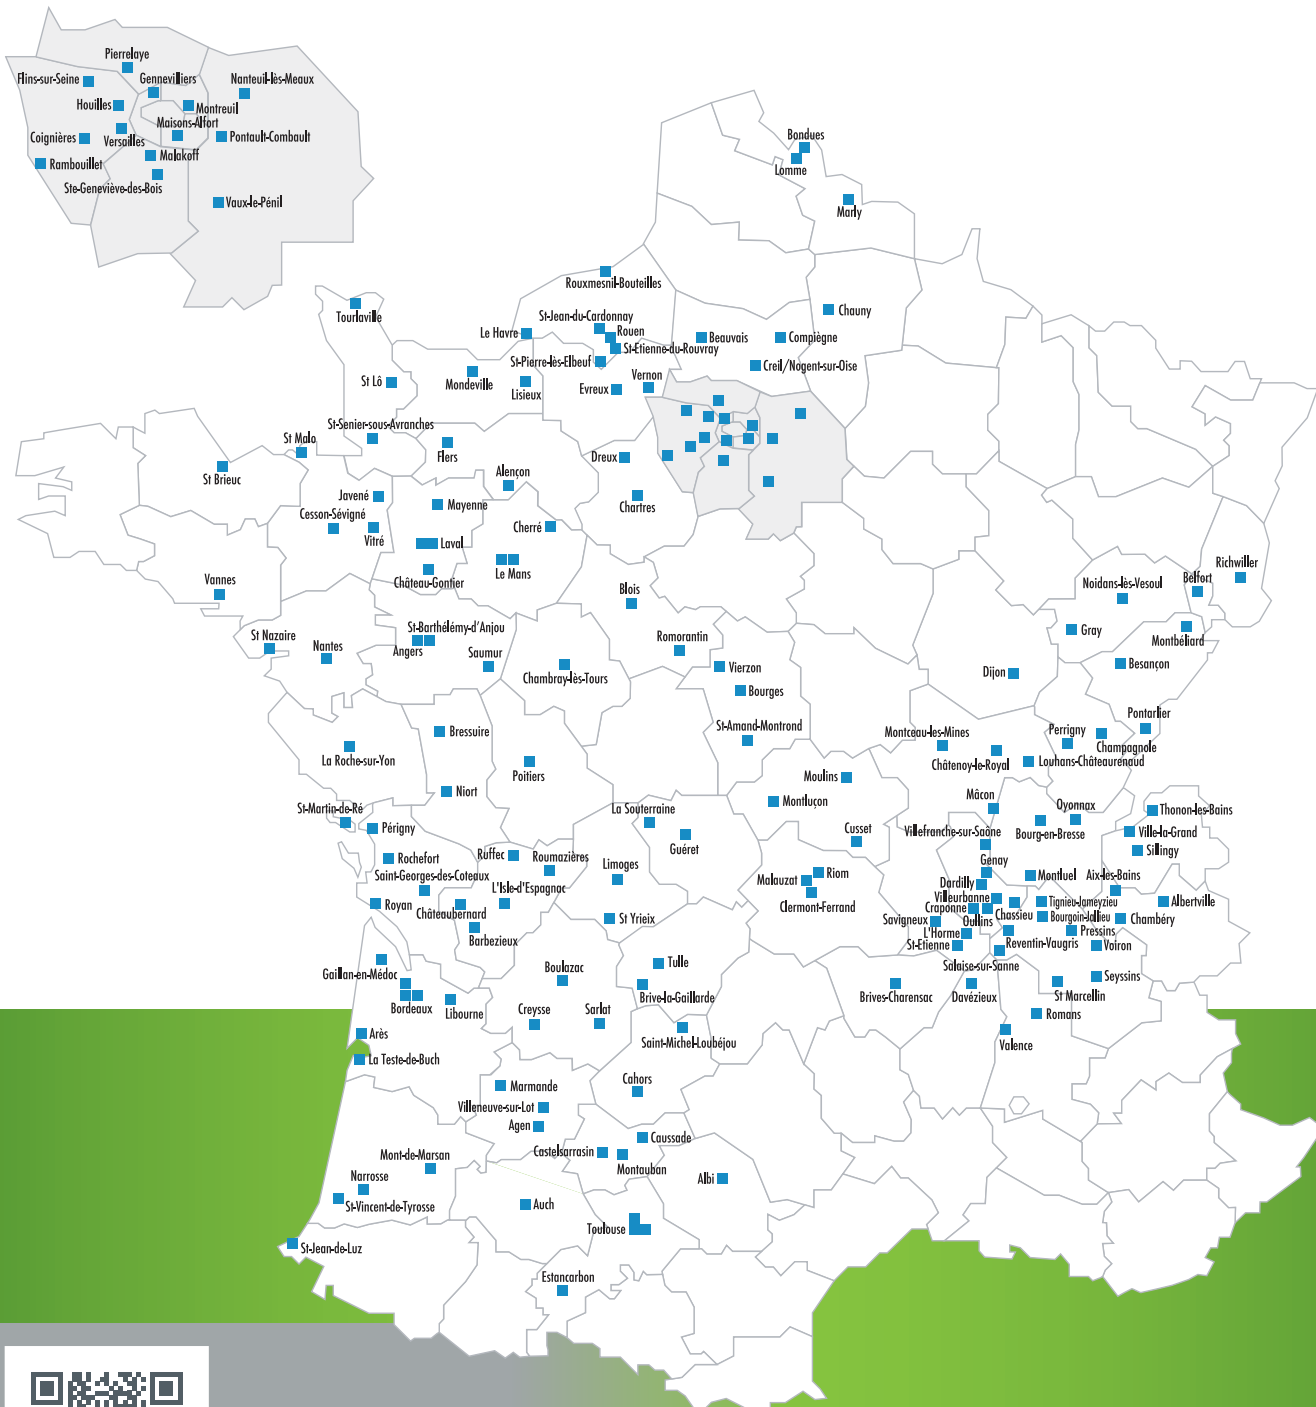 Pierrelaye
Flins-sur-Seine
Gennevilliers
Nanteuil-lès-Meaux
Houilles
Montreuil
Maisons-Alfort
Coignières
Versailles
Pontault-Combault
Malakoff
Rambouillet
Ste-Geneviève-des-Bois
Vaux-le-Pénil
Bondues
Lomme
Marly
Rouxmesnil-Bouteilles
Tourlaville
St-Jean-du-Cardonnay
Chauny
Le Havre
Rouen
Beauvais
Compiègne
St-Etienne-du-Rouvray
St-Pierre-lès-Elbeuf
Creil/Nogent-sur-Oise
St Lô
Mondeville
Lisieux
Evreux
Vernon
St-Senier-sous-Avranches
St Malo
Flers
Dreux
St Brieuc
Alençon
Javené
Mayenne
Chartres
Cesson-Sévigné
Vitré
Cherré
Laval
Le Mans
Château-Gontier
Richwiller
Vannes
Blois
Noidans-lès-Vesoul
Belfort
St-Barthélémy-d'Anjou
Gray
Montbéliard
St Nazaire
Nantes
Angers
Saumur
Romorantin
Chambray-lès-Tours
Vierzon
Besançon
Dijon
Bourges
Pontarlier
St-Amand-Montrond
Bressuire
Montceau-les-Mines
Perrigny
Champagnole
La Roche-sur-Yon
Poitiers
Châtenoy-le-Royal
Louhans-Châteaurenaud
Moulins
Niort
Montluçon
St-Martin-de-Ré
La Souterraine
Mâcon
Oyonnax
Thonon-les-Bains
Périgny
Guéret
Cusset
Villefranche-sur-Saône
Bourg-en-Bresse
Ville-la-Grand
Sillingy
Rochefort
Ruffec
Roumazières
Limoges
Genay
Saint-Georges-des-Coteaux
Malauzat
Riom
Dardilly
Montluel
Aix-les-Bains
L'Isle-d'Espagnac
Clermont-Ferrand
Villeurbanne
Tignieu-Jameyzieu
Albertville
Royan
Châteaubernard
St Yrieix
Craponne
Chassieu
Bourgoin-Jallieu
Chambéry
Barbezieux
Savigneux
Oullins
L'Horme
Pressins
St-Etienne
Reventin-Vaugris
Voiron
Gaillan-en-Médoc
Boulazac
Tulle
Salaise-sur-Sanne
Seyssins
Bordeaux
Libourne
Brive-la-Gaillarde
Brives-Charensac
Davézieux
St Marcellin
Creysse
Sarlat
Romans
Arès
Saint-Michel-Loubéjou
Valence
La Teste-de-Buch
Marmande
Cahors
Villeneuve-sur-Lot
Agen
Caussade
Castelsarrasin
Mont-de-Marsan
Montauban
Albi
Narrosse
St-Vincent-de-Tyrosse
Auch
Toulouse
St-Jean-de-Luz
Estancarbon